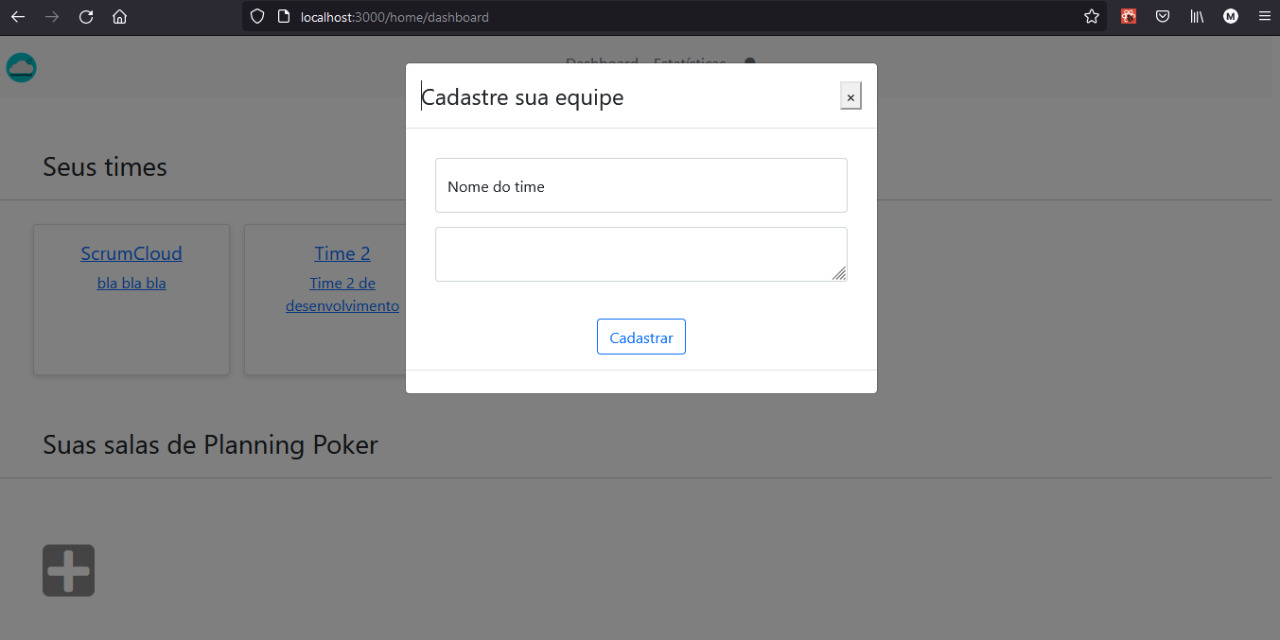 localhost:3000/home/dashboard
M
Dashboard Estatísticas
Cadastre sua equipe
×
Seus times
Nome do time
ScrumCloud
bla bla bla
Time 2
Time 2 de
desenvolvimento
Cadastrar
Suas salas de Planning Poker